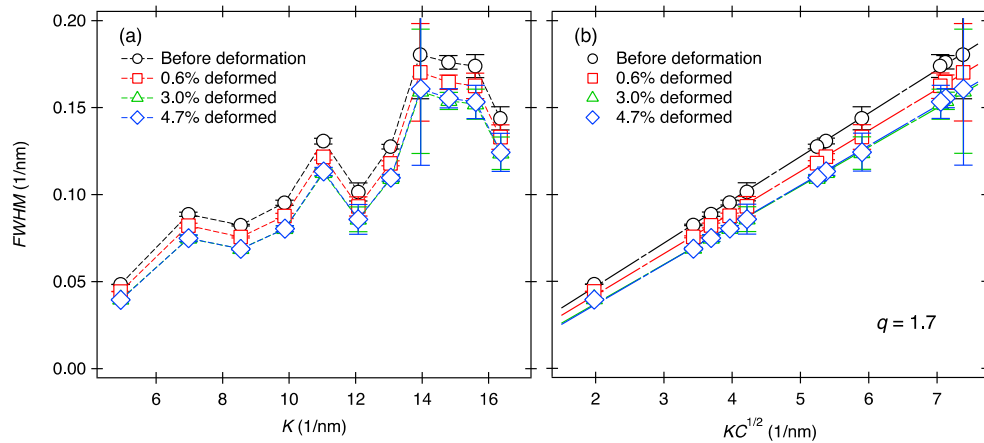 (a)
Before deformation
0.6% deformed
3.0% deformed
4.7% deformed
(b)
Before deformation
0.6% deformed
3.0% deformed
4.7% deformed
q = 1.7
0.20
0.15
0.10
0.05
0.00
FWHM (1/nm)
6 8 10 12 14 16
K (1/nm)
2 3 4 5 6 7
KC^{1/2} (1/nm)